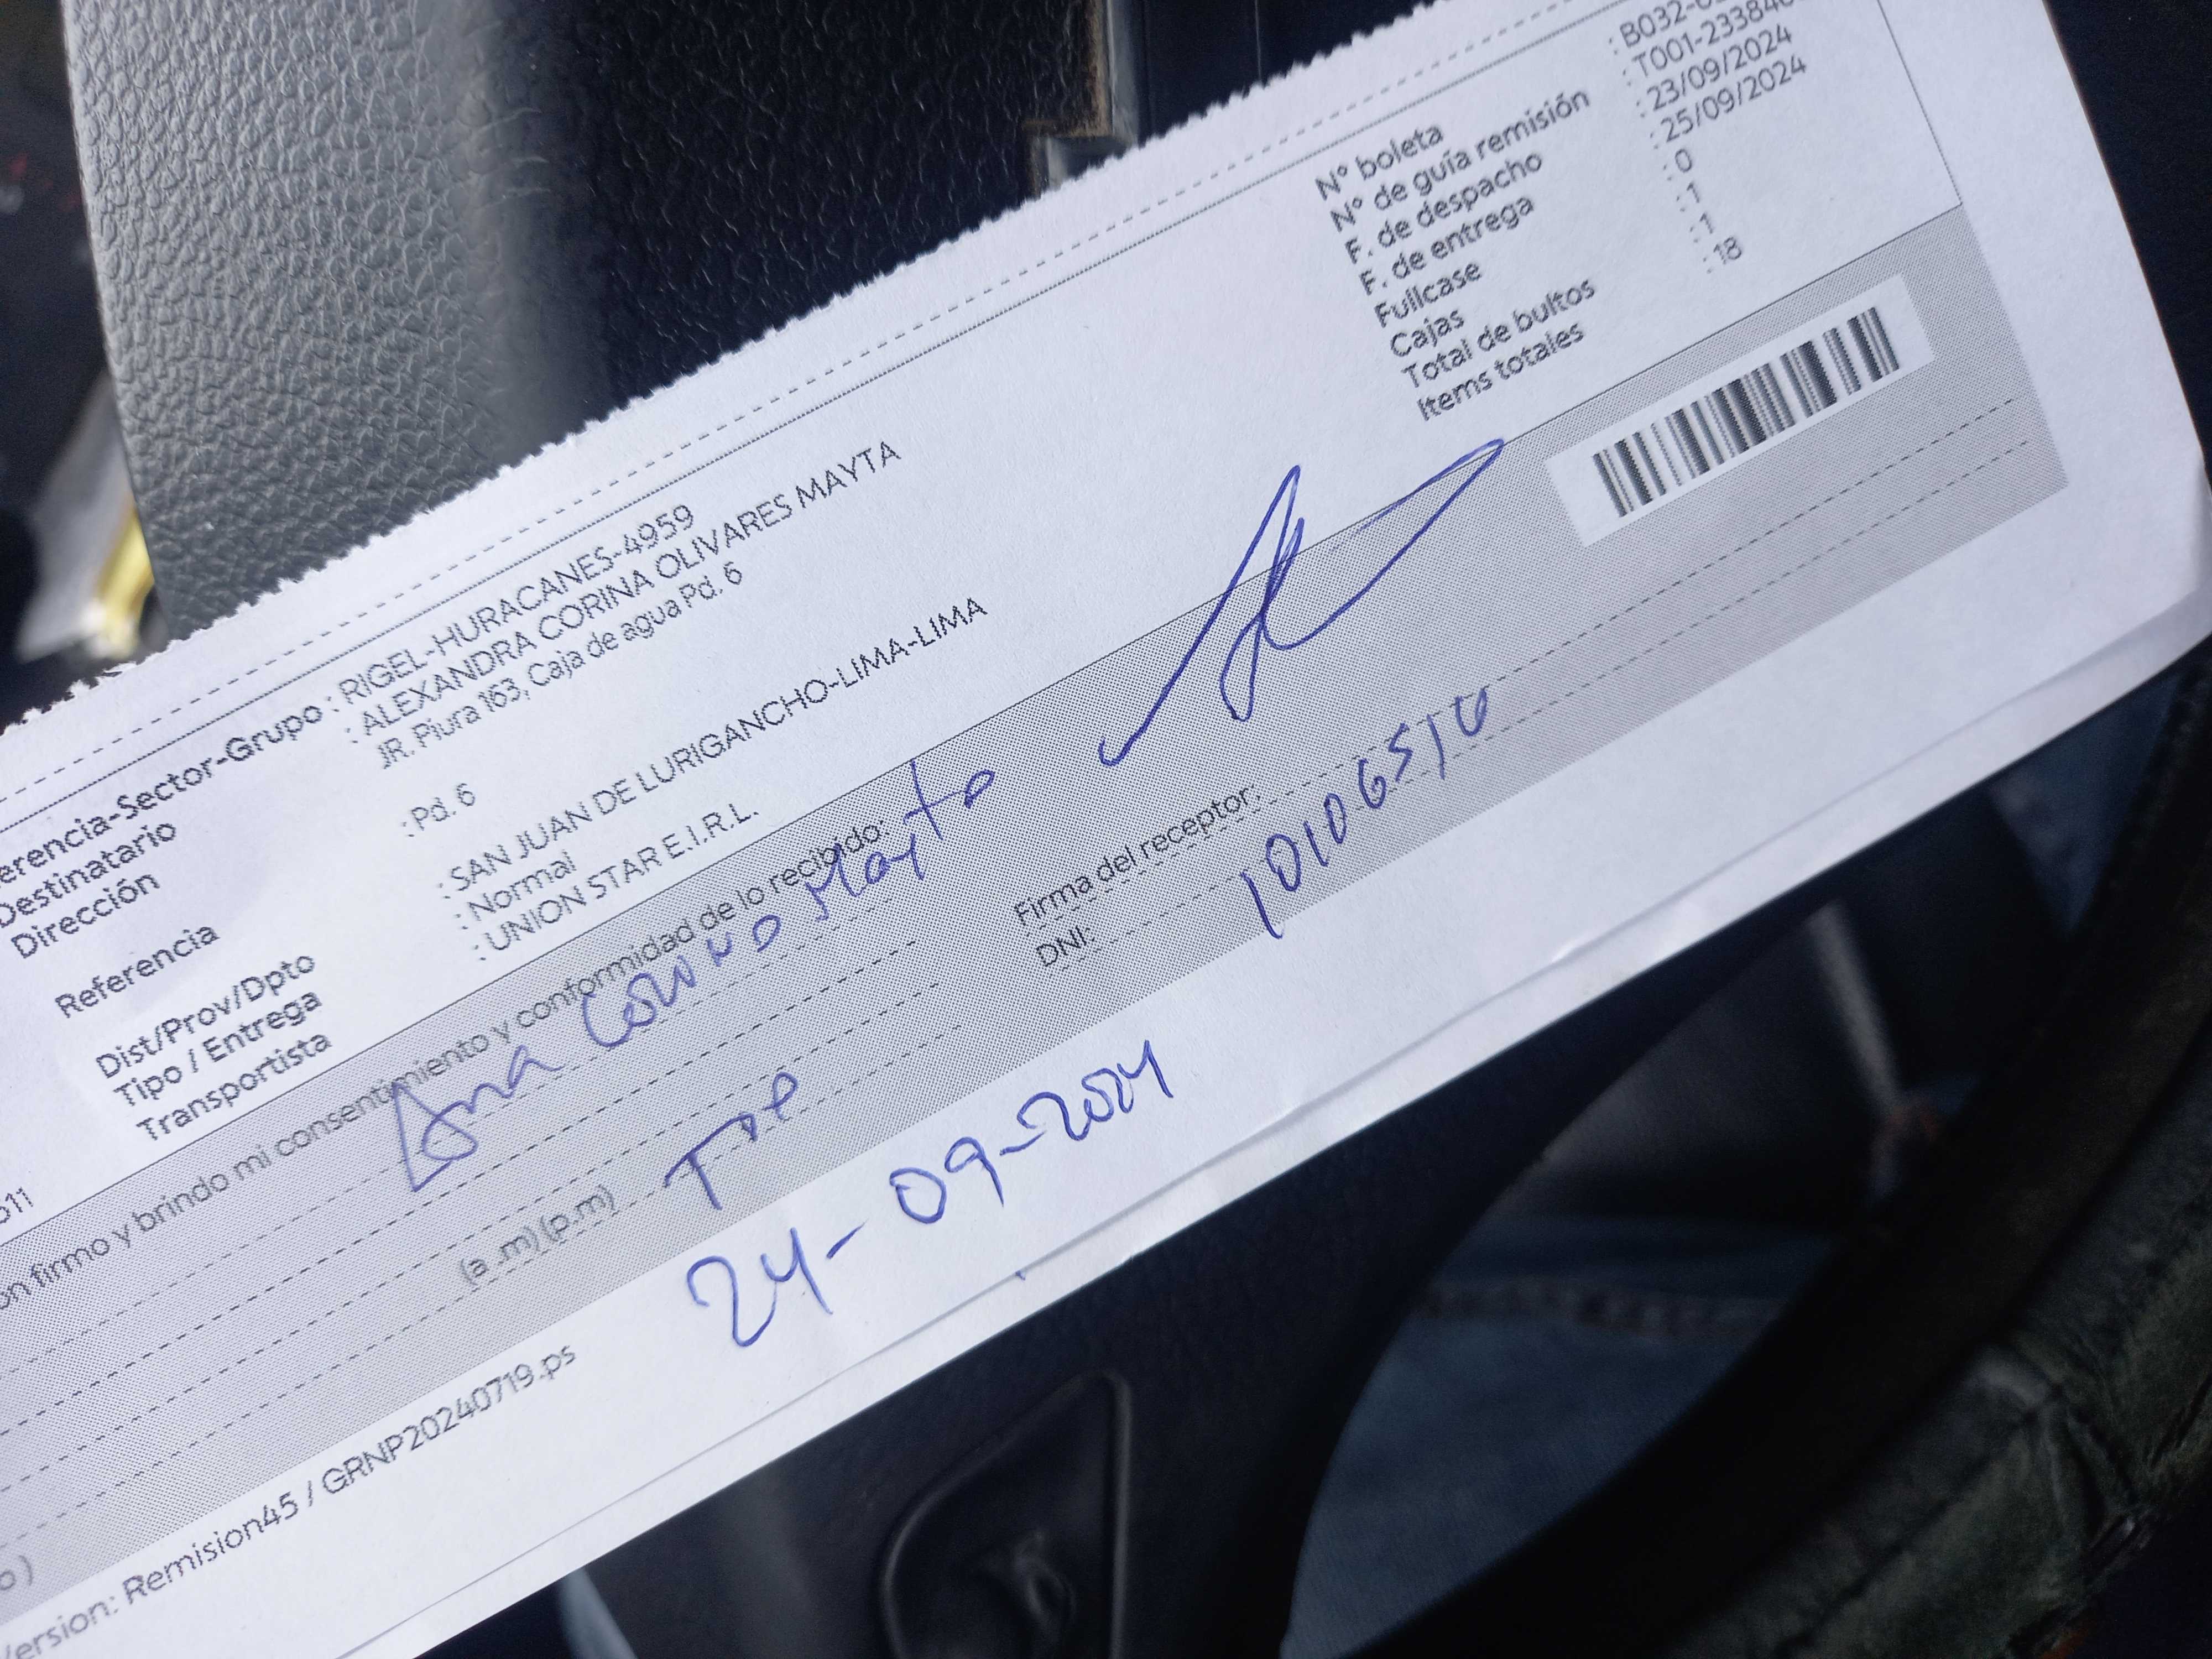 Nº boleta : B032-
Nº de guía remisión : T001-23384
F. de despacho : 23/09/2024
F. de entrega : 25/09/2024
Fullcase : 0
Cajas : 1
Total de bultos : 1
Items totales : 18
erencia-Sector-Grupo : RIGEL-HURACANES-4959
Destinatario : ALEXANDRA CORINA OLIVARES MAYTA
Dirección JR. Piura 163, Caja de agua Pd. 6
Referencia : Pd. 6
Dist/Prov/Dpto : SAN JUAN DE LURIGANCHO-LIMA-LIMA
Tipo / Entrega : Normal
Transportista : UNION STAR E.I.R.L.
511
ón firmo y brindo mi consentimiento y conformidad de lo recibido:
Ana Mayta
Firma del receptor:
(a .m) (p.m)
DNI: 10106510
24-09-2024
o )
Version: Remision45 / GRNP20240719.ps